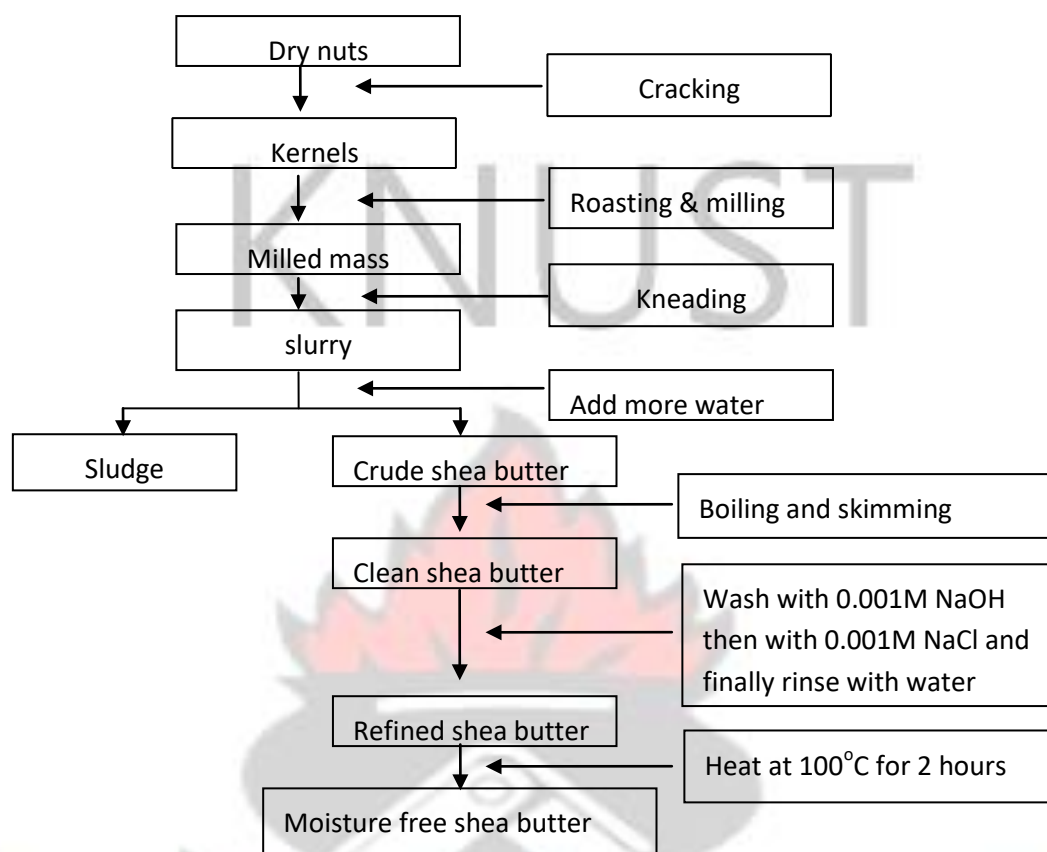 Dry nuts
Cracking
Kernels
KNUST
Roasting & milling
Milled mass
Kneading
slurry
Add more water
Sludge
Crude shea butter
Boiling and skimming
Clean shea butter
Wash with 0.001M NaOH
then with 0.001M NaCl and
finally rinse with water
Refined shea butter
Heat at 100°C for 2 hours
Moisture free shea butter